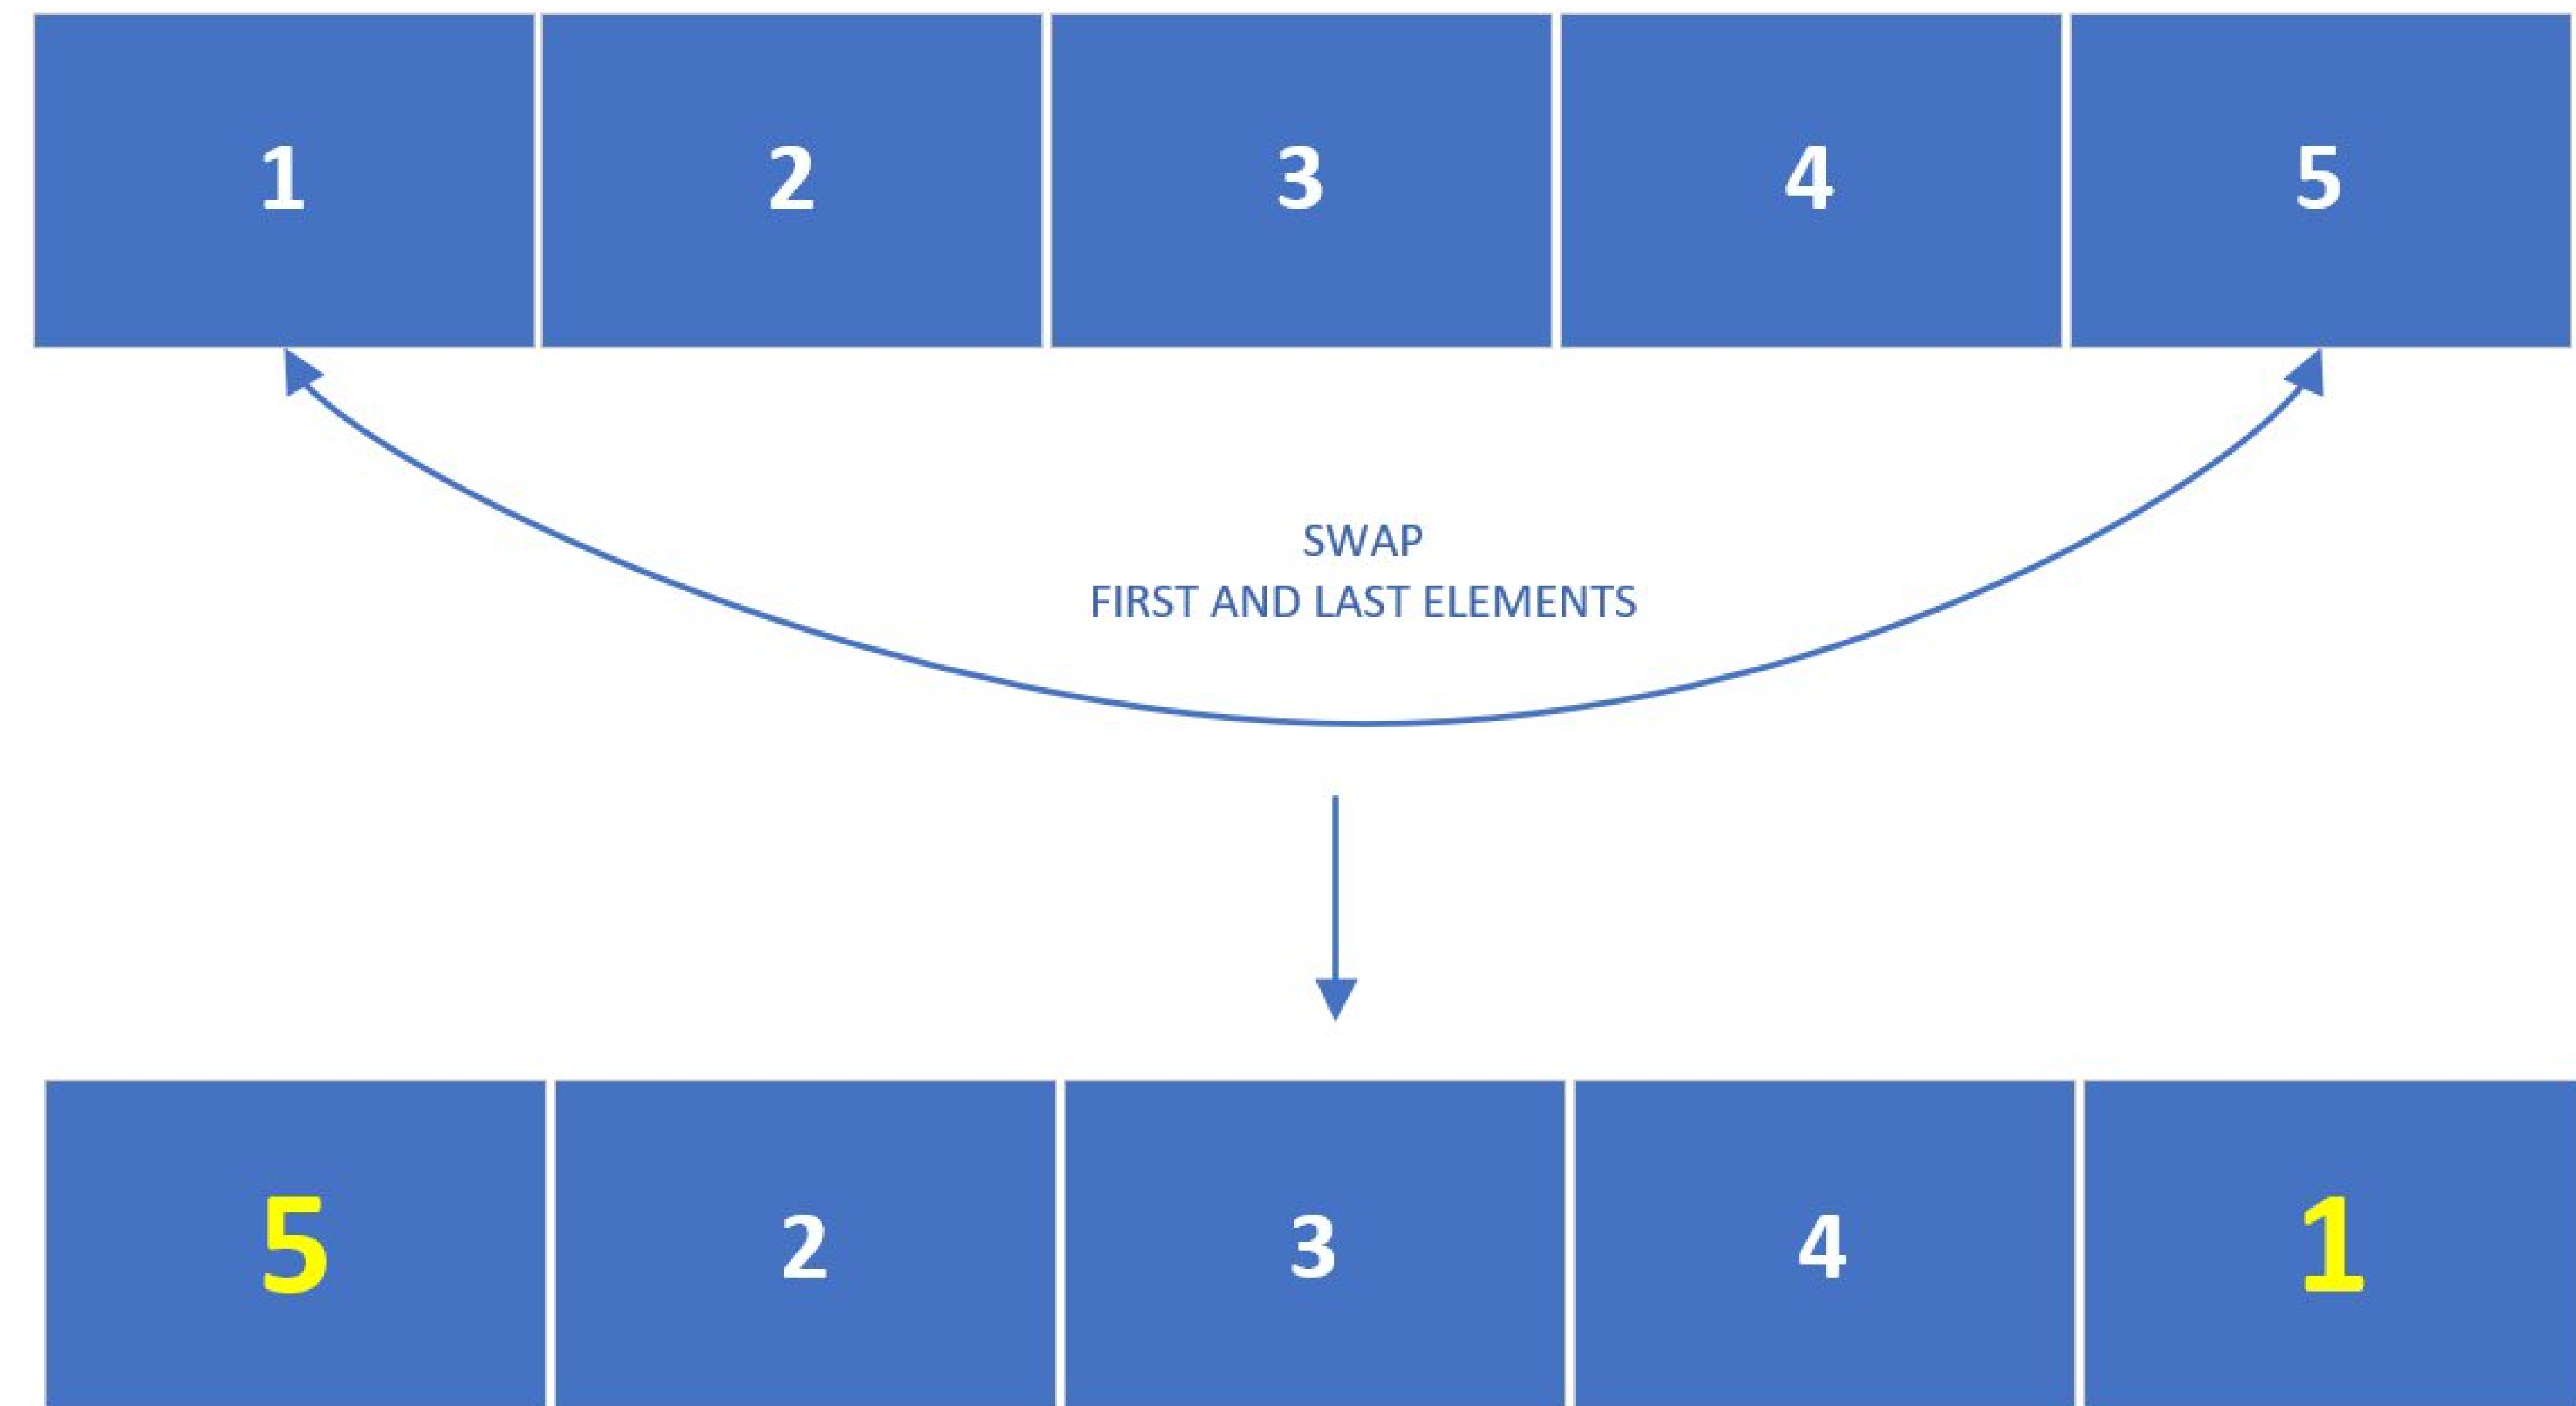 1 2 3 4 5
SWAP
FIRST AND LAST ELEMENTS
5 2 3 4 1